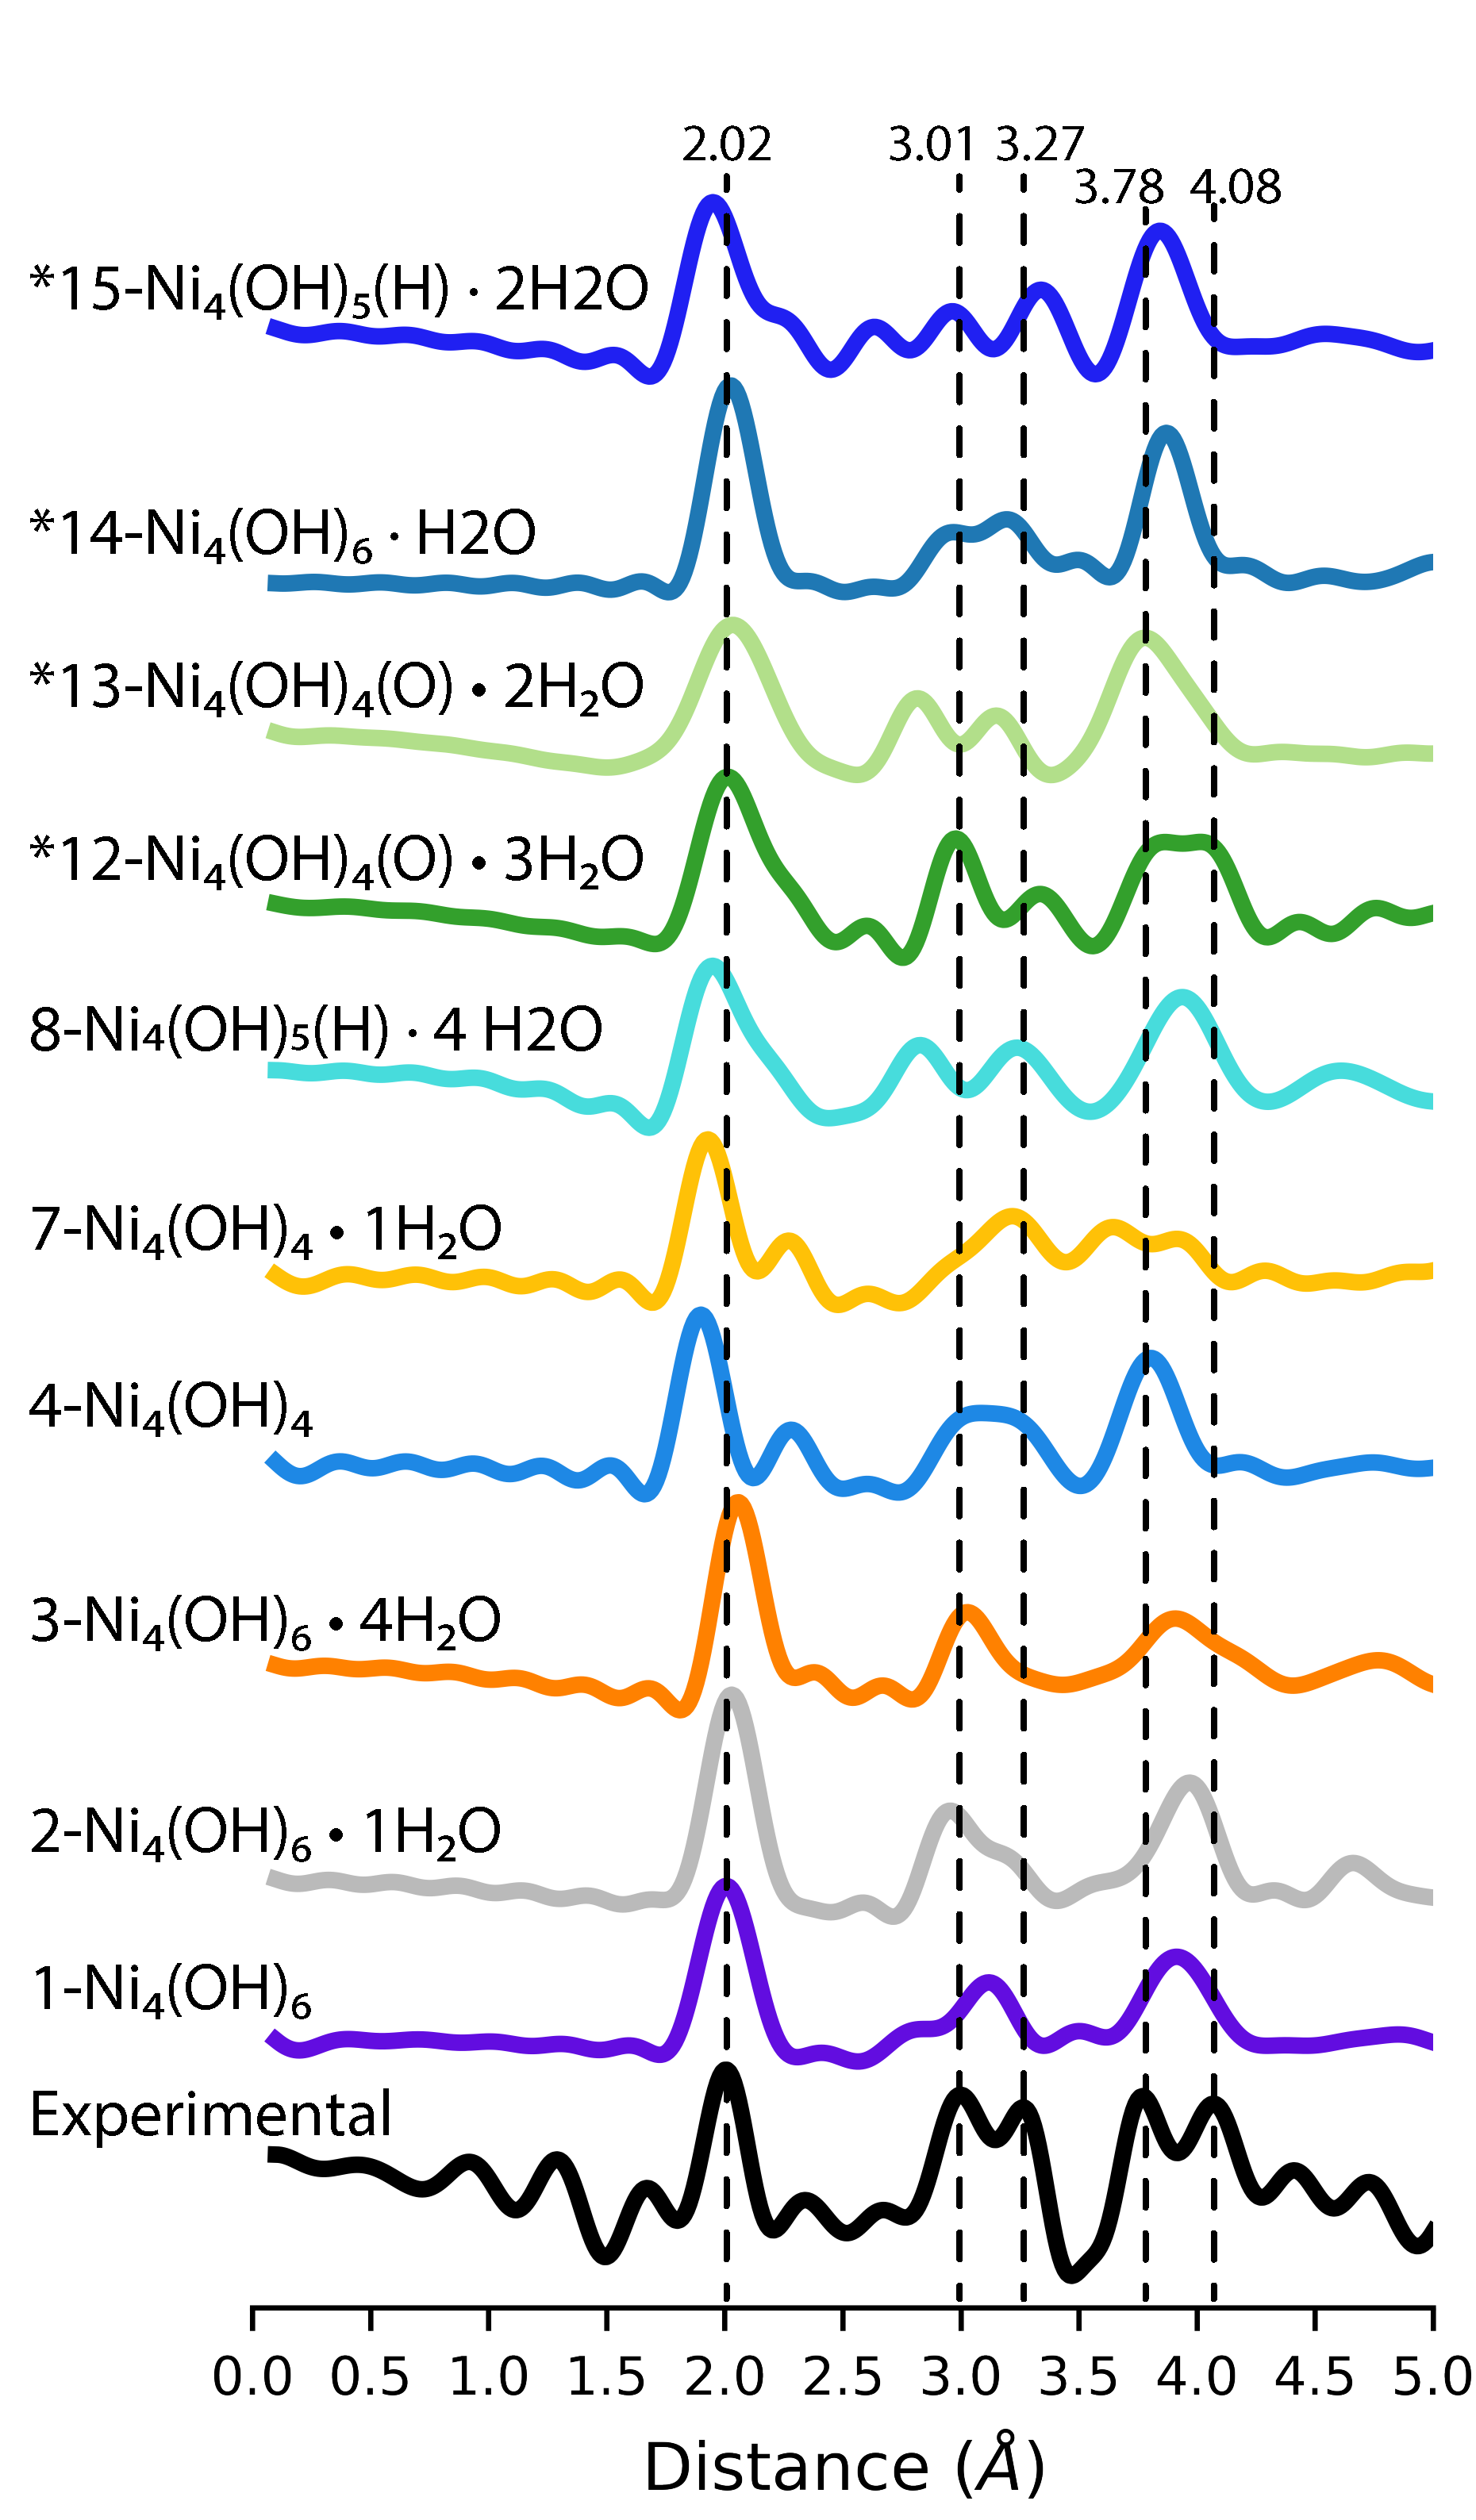 2.02 3.01 3.27
3.78 4.08
*15-Ni₄(OH)₅(H) · 2H2O
*14-Ni₄(OH)₆ · H2O
*13-Ni₄(OH)₄(O) • 2H₂O
*12-Ni₄(OH)₄(O) • 3H₂O
8-Ni₄(OH)₅(H) · 4 H2O
7-Ni₄(OH)₄ • 1H₂O
4-Ni₄(OH)₄
3-Ni₄(OH)₆ • 4H₂O
2-Ni₄(OH)₆ • 1H₂O
1-Ni₄(OH)₆
Experimental
0.0 0.5 1.0 1.5 2.0 2.5 3.0 3.5 4.0 4.5 5.0
Distance (Å)